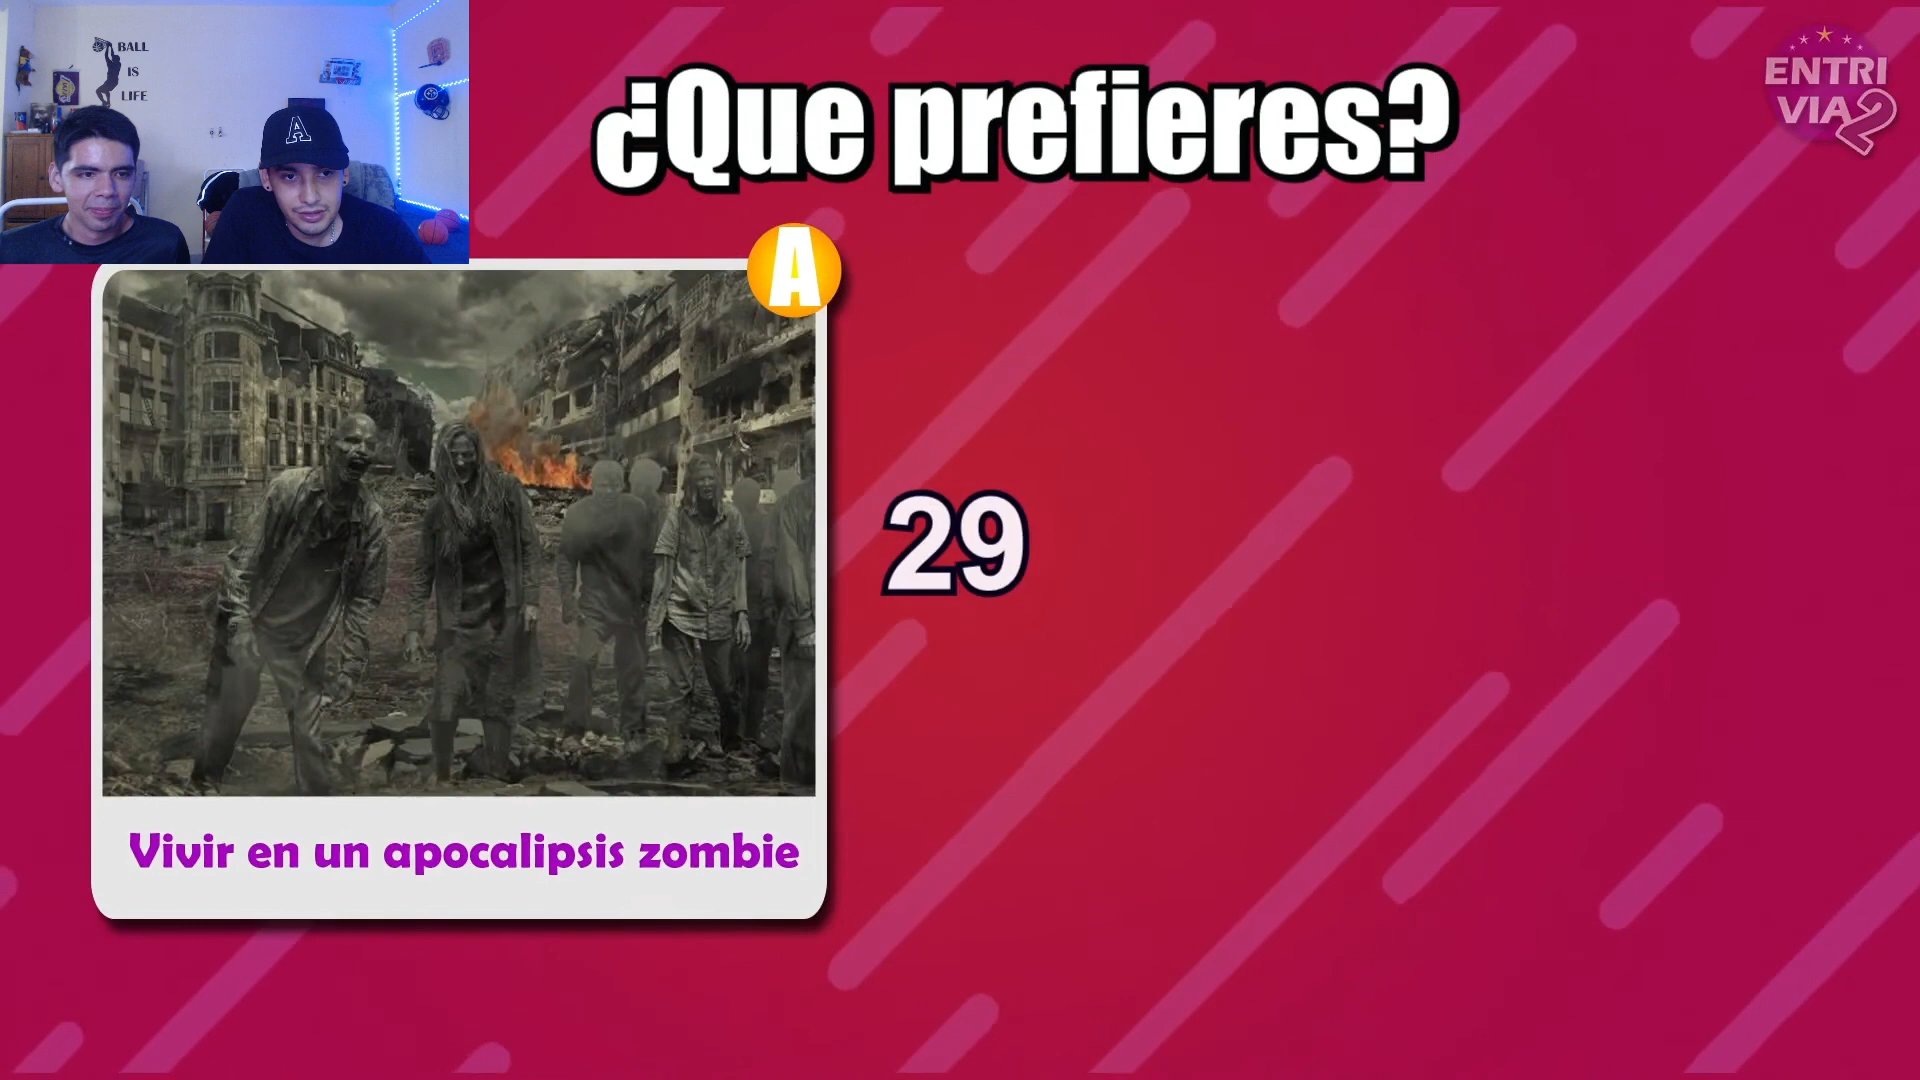 BALL
IS
LIFE
¿Que prefieres?
ENTRI
VIA2
A
A
29
Vivir en un apocalipsis zombie